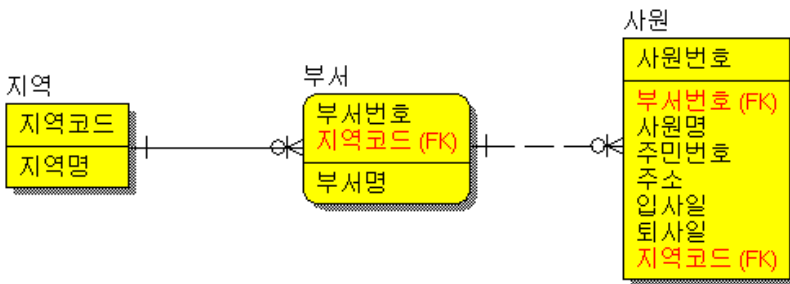 지역
지역코드
지역명
부서
부서번호
지역코드 (FK)
부서명
사원
사원번호
부서번호 (FK)
사원명
주민번호
주소
입사일
퇴사일
지역코드 (FK)